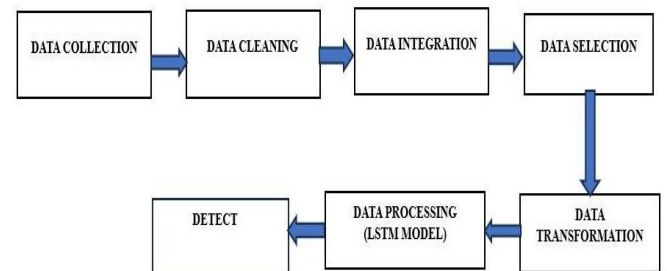 DATA COLLECTION
DATA CLEANING
DATA INTEGRATION
DATA SELECTION
DATA
TRANSFORMATION
DATA PROCESSING
(LSTM MODEL)
DETECT